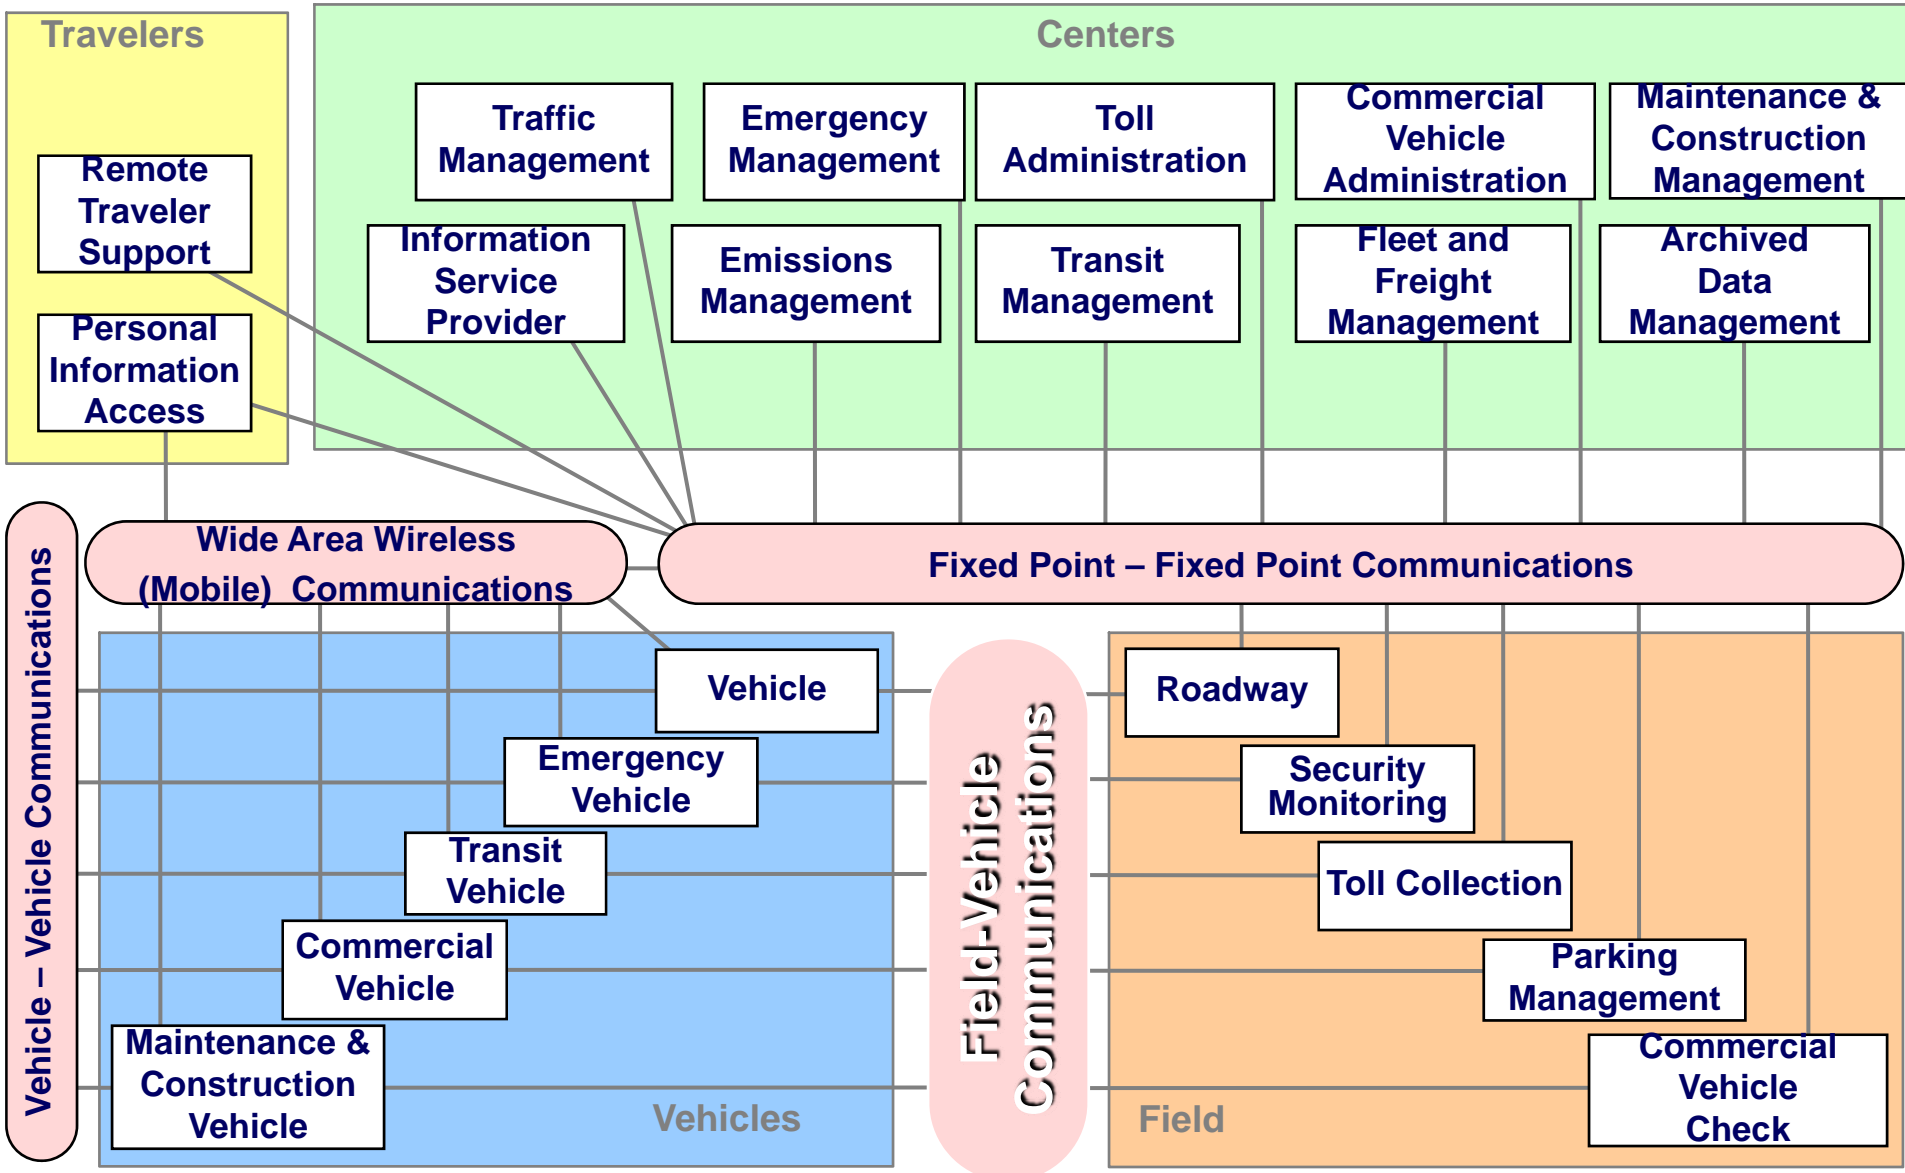 Travelers
Remote
Traveler
Support
Personal
Information
Access
Centers
Traffic
Management
Emergency
Management
Toll
Administration
Commercial
Vehicle
Administration
Maintenance &
Construction
Management
Information
Service
Provider
Emissions
Management
Transit
Management
Fleet and
Freight
Management
Archived
Data
Management
Wide Area Wireless
(Mobile) Communications
Fixed Point – Fixed Point Communications
Vehicle – Vehicle Communications
Vehicle
Emergency
Vehicle
Transit
Vehicle
Commercial
Vehicle
Maintenance &
Construction
Vehicle
Vehicles
Field-Vehicle
Communications
Roadway
Security
Monitoring
Toll Collection
Parking
Management
Commercial
Vehicle
Check
Field